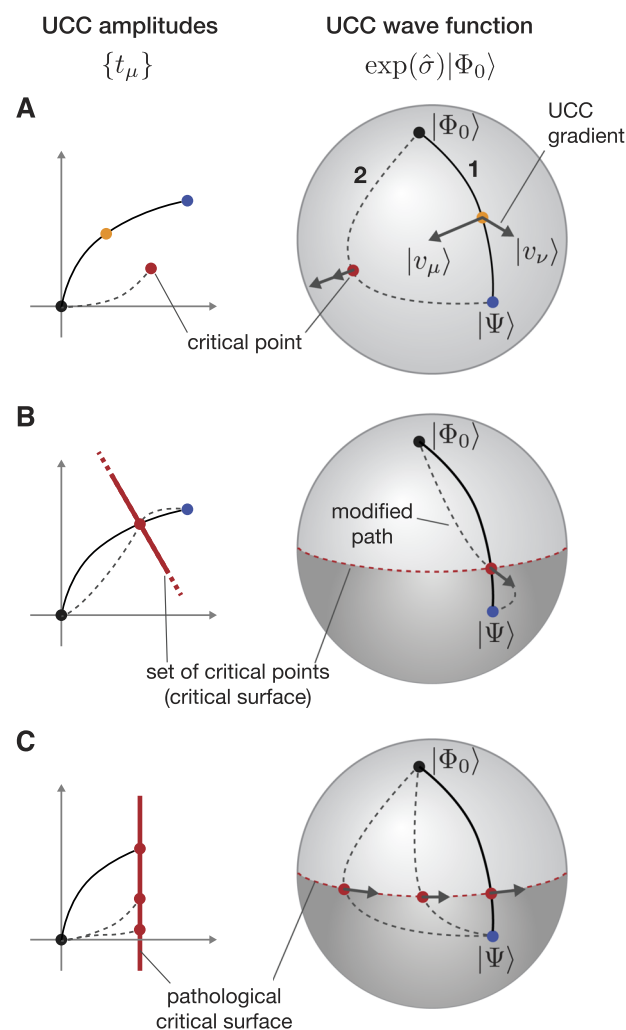 UCC amplitudes
{t_μ}
UCC wave function
exp(σ̂)|Φ₀⟩
A
|Φ₀⟩
UCC
gradient
2
1
|v_μ⟩
|v_ν⟩
|Ψ⟩
critical point
B
|Φ₀⟩
modified
path
|Ψ⟩
set of critical points
(critical surface)
C
|Φ₀⟩
|Ψ⟩
pathological
critical surface